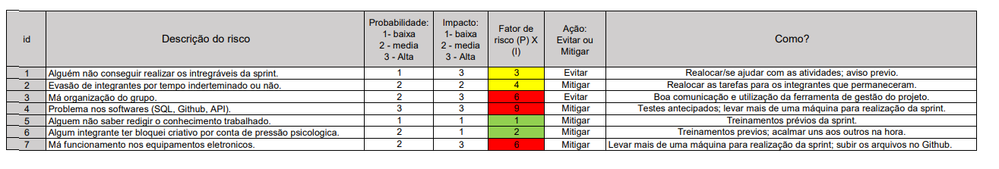 id Descrição do risco Probabilidade: 1- baixa 2 - media 3 - Alta Impacto: 1- baixa 2 - media 3 - Alta Fator de risco (P) X (I) Ação: Evitar ou Mitigar Como?
1 Alguém não conseguir realizar os intregráveis da sprint. 1 3 3 Evitar Realocar/se ajudar com as atividades; aviso previo.
2 Evasão de integrantes por tempo inderteminado ou não. 2 2 4 Mitigar Realocar as tarefas para os integrantes que permaneceram.
3 Má organização do grupo. 2 3 6 Evitar Boa comunicação e utilização da ferramenta de gestão do projeto.
4 Problema nos softwares (SQL, Github, API). 3 3 9 Mitigar Testes antecipados; levar mais de uma máquina para realização da sprint.
5 Alguem não saber redigir o conhecimento trabalhado. 1 1 1 Mitigar Treinamentos prévios da sprint.
6 Algum integrante ter bloquei criativo por conta de pressão psicologica. 2 1 2 Mitigar Treinamentos previos; acalmar uns aos outros na hora.
7 Má funcionamento nos equipamentos eletronicos. 2 3 6 Mitigar Levar mais de uma máquina para realização da sprint; subir os arquivos no Github.